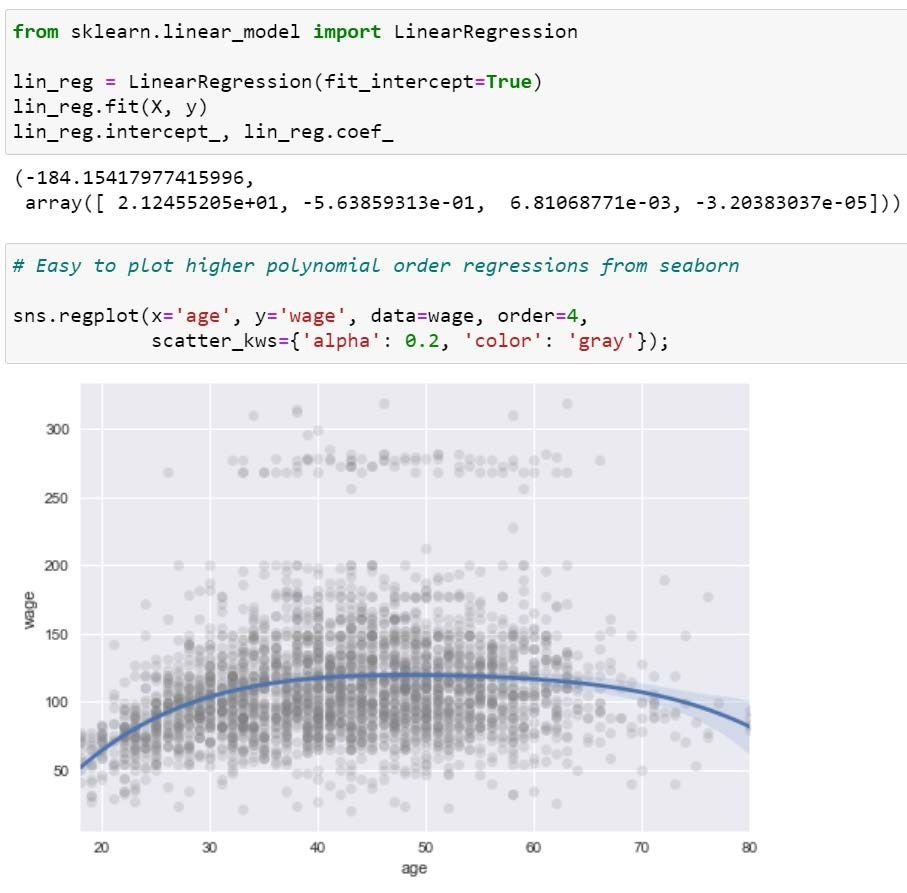 from sklearn.linear_model import LinearRegression
lin_reg = LinearRegression(fit_intercept=True)
lin_reg.fit(X, y)
lin_reg.intercept_, lin_reg.coef_
(-184.15417977415996,
array([ 2.12455205e+01, -5.63859313e-01,  6.81068771e-03, -3.20383037e-05]))
# Easy to plot higher polynomial order regressions from seaborn
sns.regplot(x='age', y='wage', data=wage, order=4,
scatter_kws={'alpha': 0.2, 'color': 'gray'});
300
250
200
150
100
50
wage
20 30 40 50 60 70 80
age